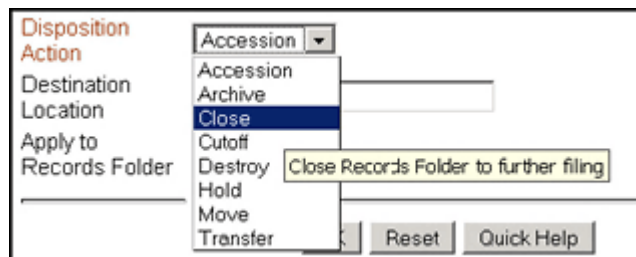 Disposition
Action
Accession
Accession
Destination
Location
Archive
Close
Apply to
Records Folder
Cutoff
Destroy
Close Records Folder to further filing
Hold
Move
Transfer
Reset
Quick Help